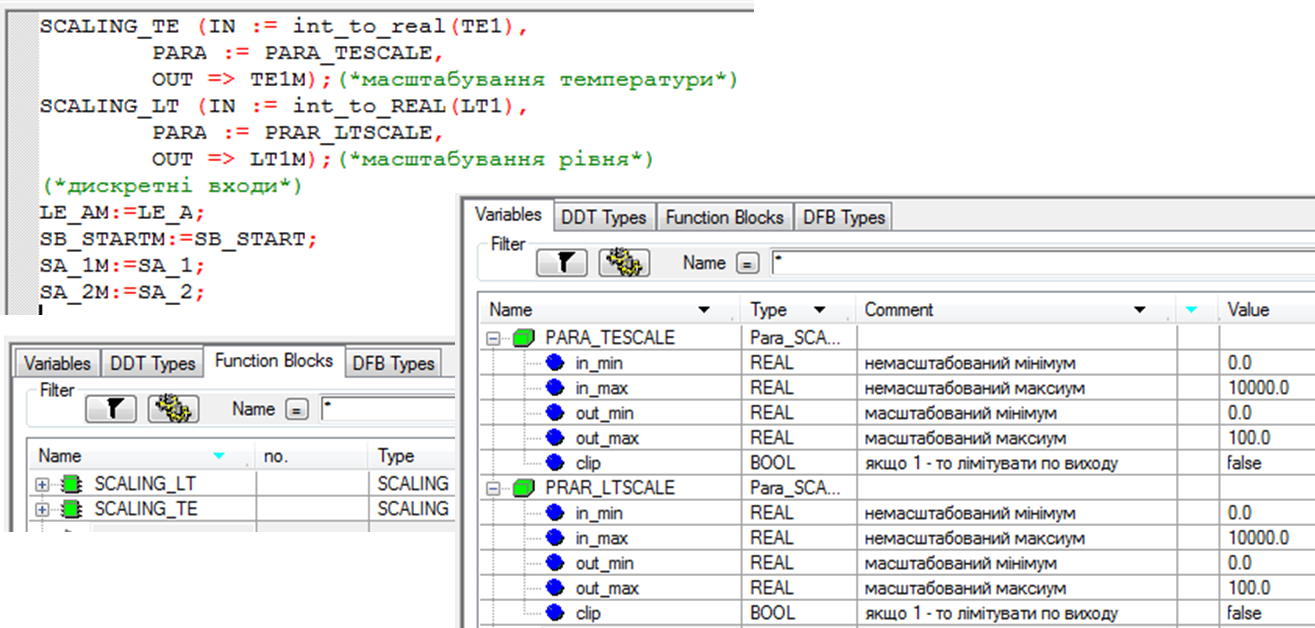 SCALING_TE (IN := int_to_real(TE1),
PARA := PARA_TESCALE,
OUT => TE1M);(*масштабування температури*)
SCALING_LT (IN := int_to_REAL(LT1),
PARA := PRAR_LTSCALE,
OUT => LT1M);(*масштабування рівня*)
(*дискретні входи*)
LE_AM:=LE_A;
SB_STARTM:=SB_START;
SA_1M:=SA_1;
SA_2M:=SA_2;
Variables DDT Types Function Blocks DFB Types
Filter
Name = *
Name no. Type
SCALING_LT SCALING
SCALING_TE SCALING
Variables DDT Types Function Blocks DFB Types
Filter
Name = *
Name Type Comment Value
PARA_TESCALE Para_SCA...
in_min REAL немасштабований мінімум 0.0
in_max REAL немасштабований максиум 10000.0
out_min REAL масштабований мінімум 0.0
out_max REAL масштабований максиум 100.0
clip BOOL якщо 1 - то лімітувати по виходу false
PRAR_LTSCALE Para_SCA...
in_min REAL немасштабований мінімум 0.0
in_max REAL немасштабований максиум 10000.0
out_min REAL масштабований мінімум 0.0
out_max REAL масштабований максиум 100.0
clip BOOL якщо 1 - то лімітувати по виходу false